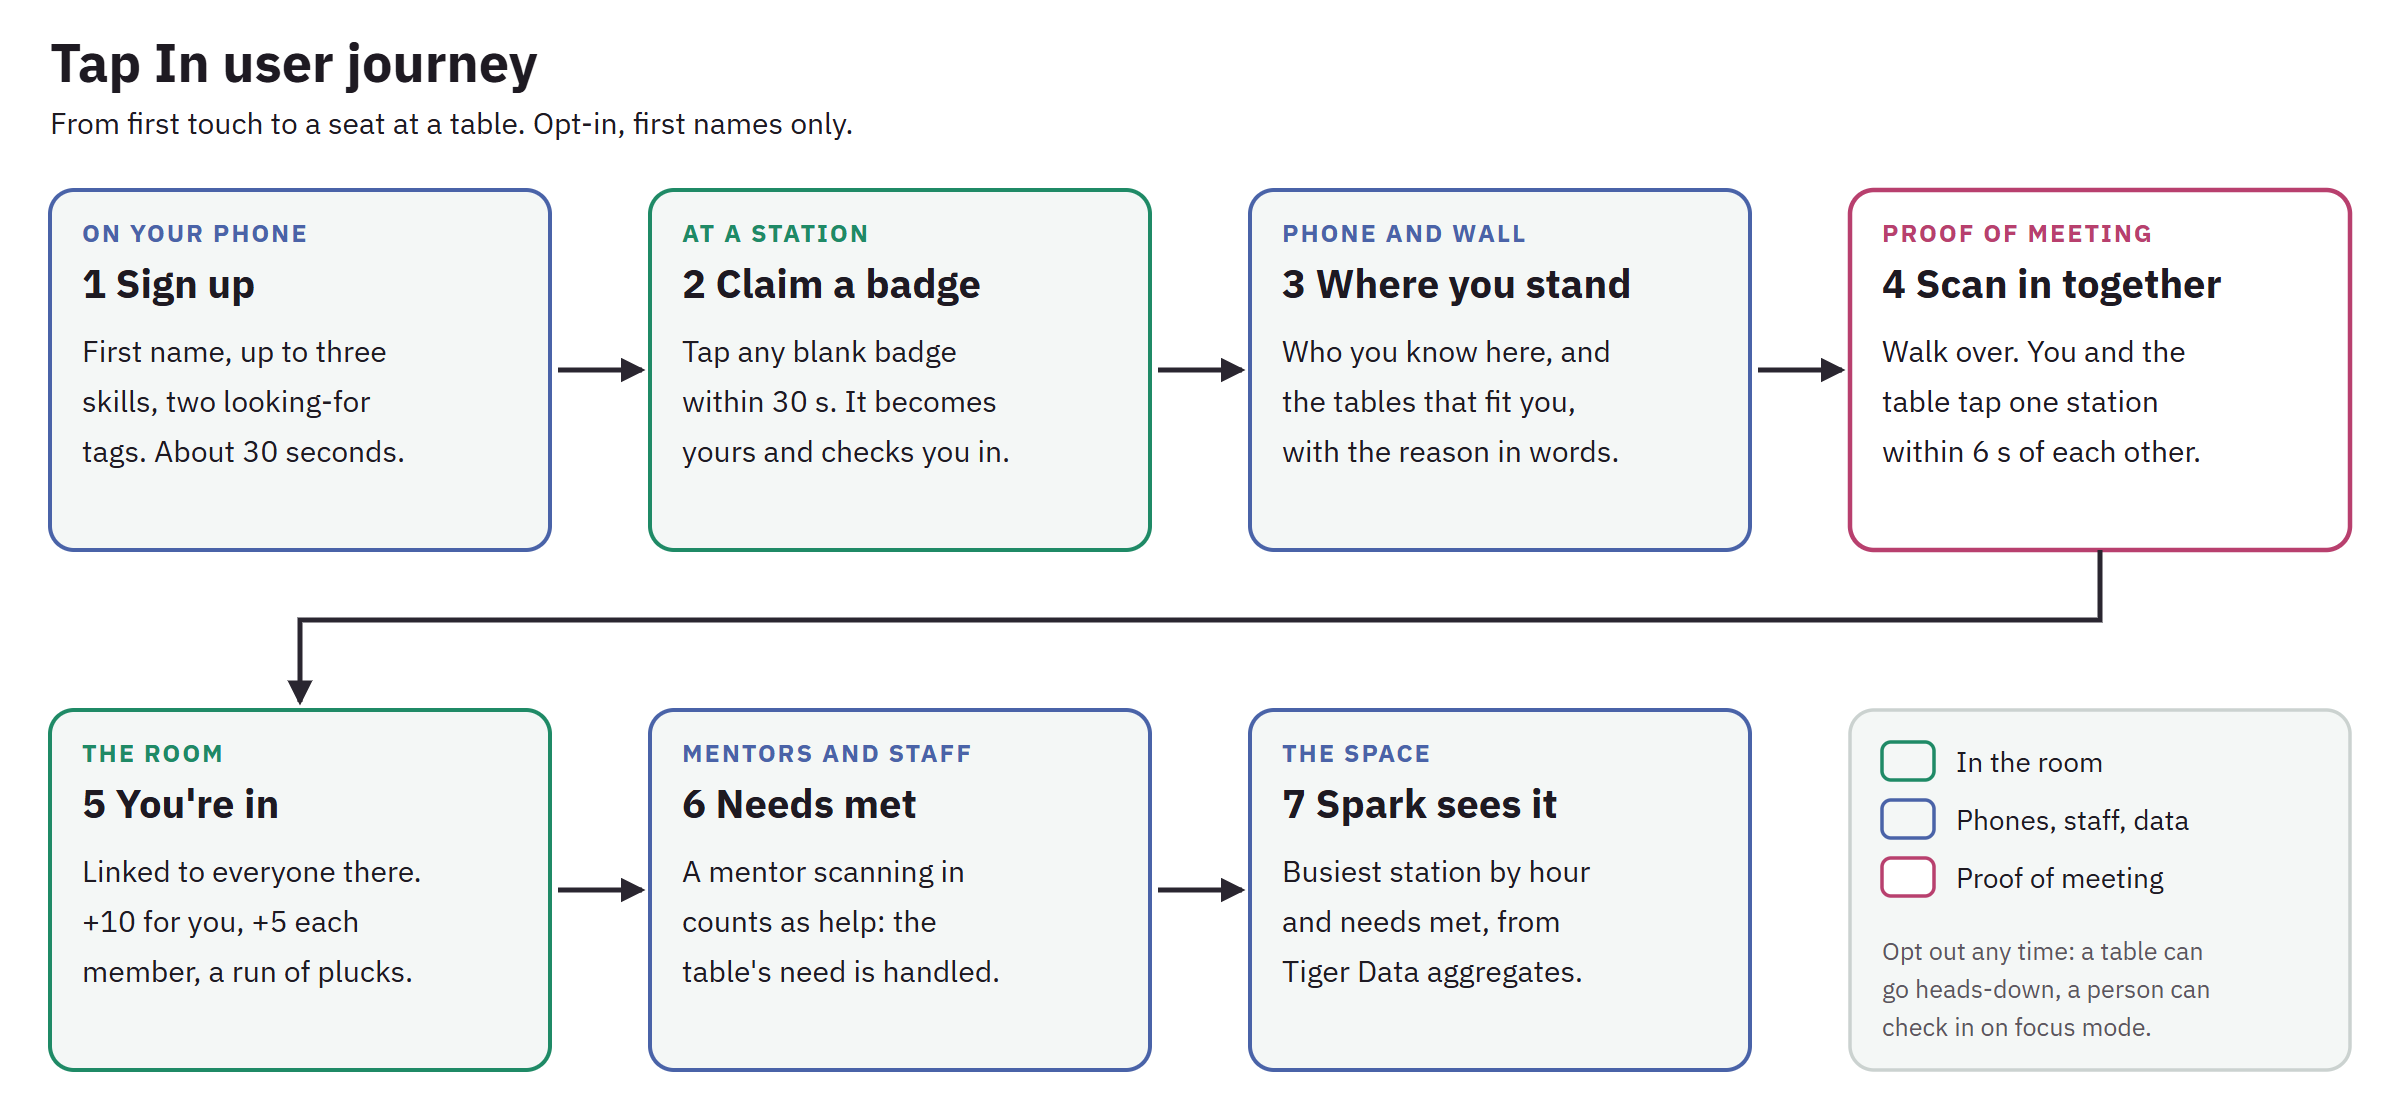 Tap In user journey
From first touch to a seat at a table. Opt-in, first names only.
ON YOUR PHONE
1 Sign up
First name, up to three
skills, two looking-for
tags. About 30 seconds.
AT A STATION
2 Claim a badge
Tap any blank badge
within 30 s. It becomes
yours and checks you in.
PHONE AND WALL
3 Where you stand
Who you know here, and
the tables that fit you,
with the reason in words.
PROOF OF MEETING
4 Scan in together
Walk over. You and the
table tap one station
within 6 s of each other.
THE ROOM
5 You're in
Linked to everyone there.
+10 for you, +5 each
member, a run of plucks.
MENTORS AND STAFF
6 Needs met
A mentor scanning in
counts as help: the
table's need is handled.
THE SPACE
7 Spark sees it
Busiest station by hour
and needs met, from
Tiger Data aggregates.
In the room
Phones, staff, data
Proof of meeting
Opt out any time: a table can
go heads-down, a person can
check in on focus mode.